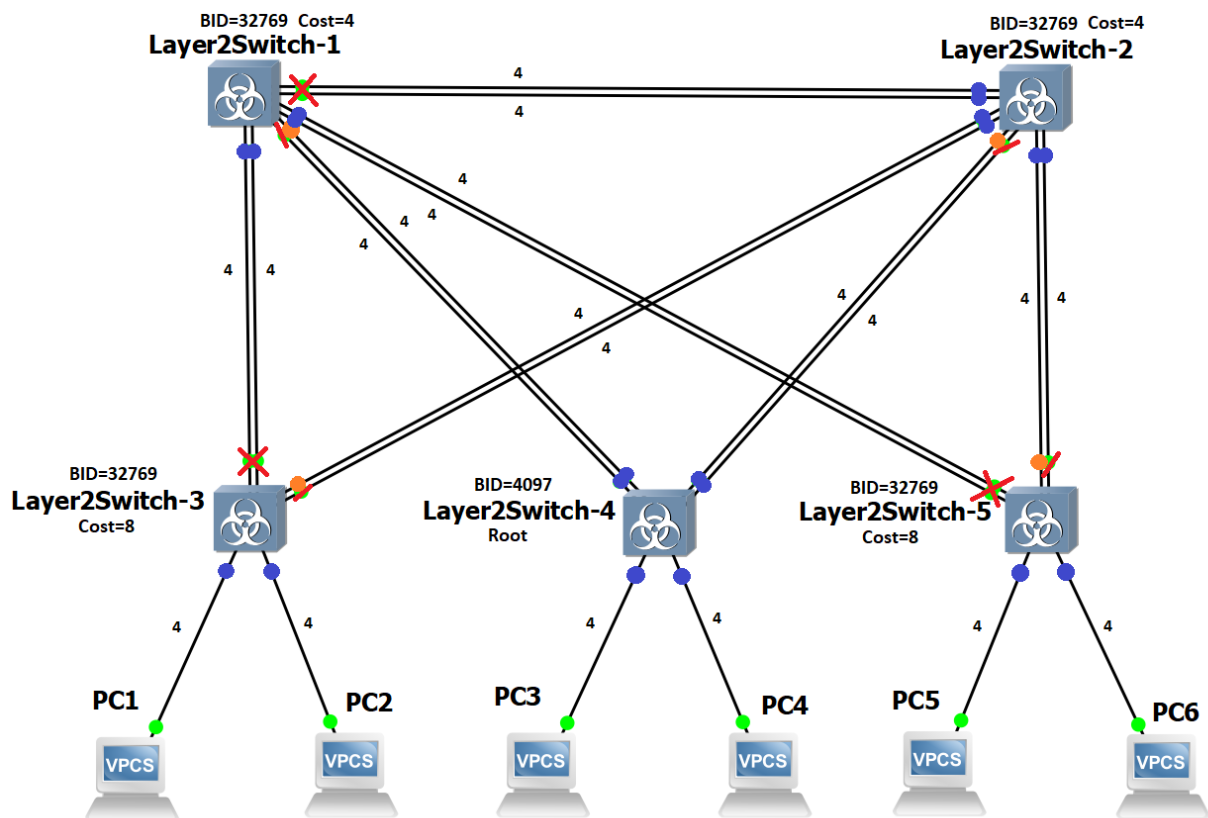 BID=32769 Cost=4
Layer2Switch-1
BID=32769 Cost=4
Layer2Switch-2
4
4
4
4
4
4
4
4
4
4
4
4
4
4
BID=32769
Layer2Switch-3
Cost=8
BID=4097
Layer2Switch-4
Root
BID=32769
Layer2Switch-5
Cost=8
4
4
4
4
4
4
PC1
PC2
PC3
PC4
PC5
PC6
VPCS
VPCS
VPCS
VPCS
VPCS
VPCS